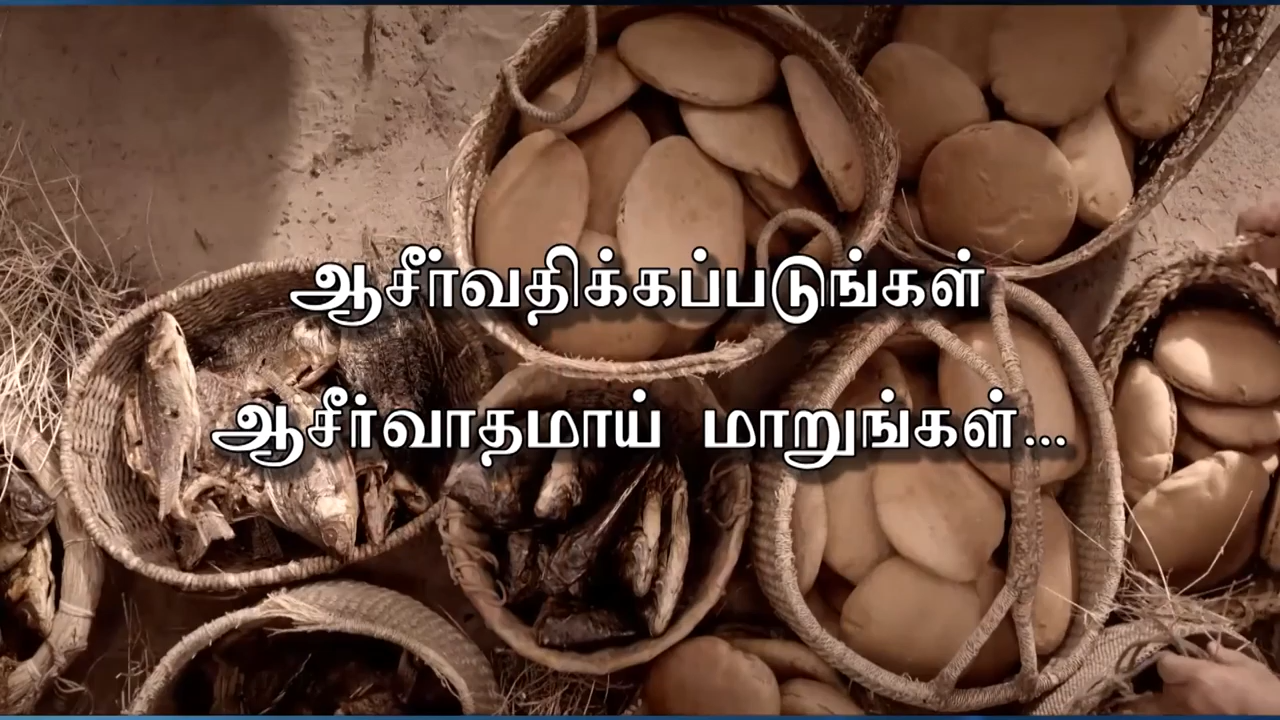 ஆசீர்வதிக்கப்படுங்கள்
ஆசீர்வாதமாய் மாறுங்கள்...